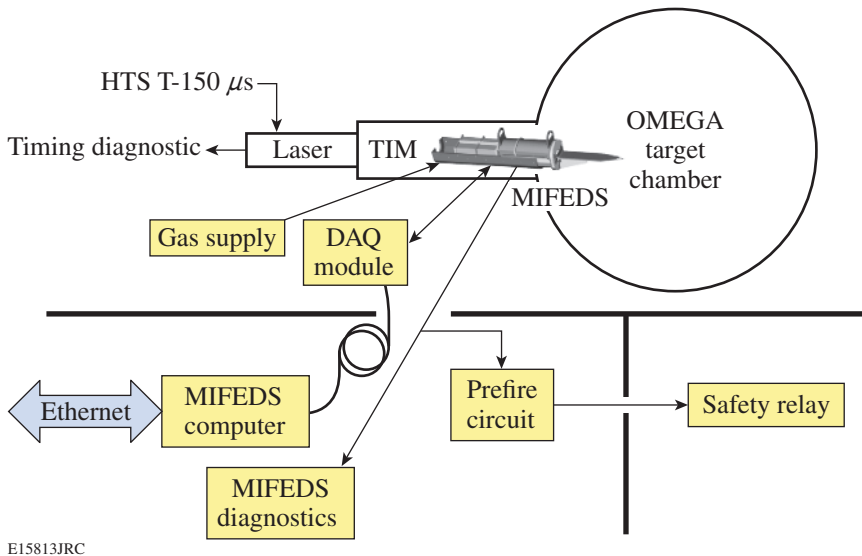 HTS T-150 μs
Timing diagnostic
Laser
TIM
OMEGA
target
chamber
MIFEDS
Gas supply
DAQ
module
Ethernet
MIFEDS
computer
Prefire
circuit
Safety relay
MIFEDS
diagnostics
E15813JRC